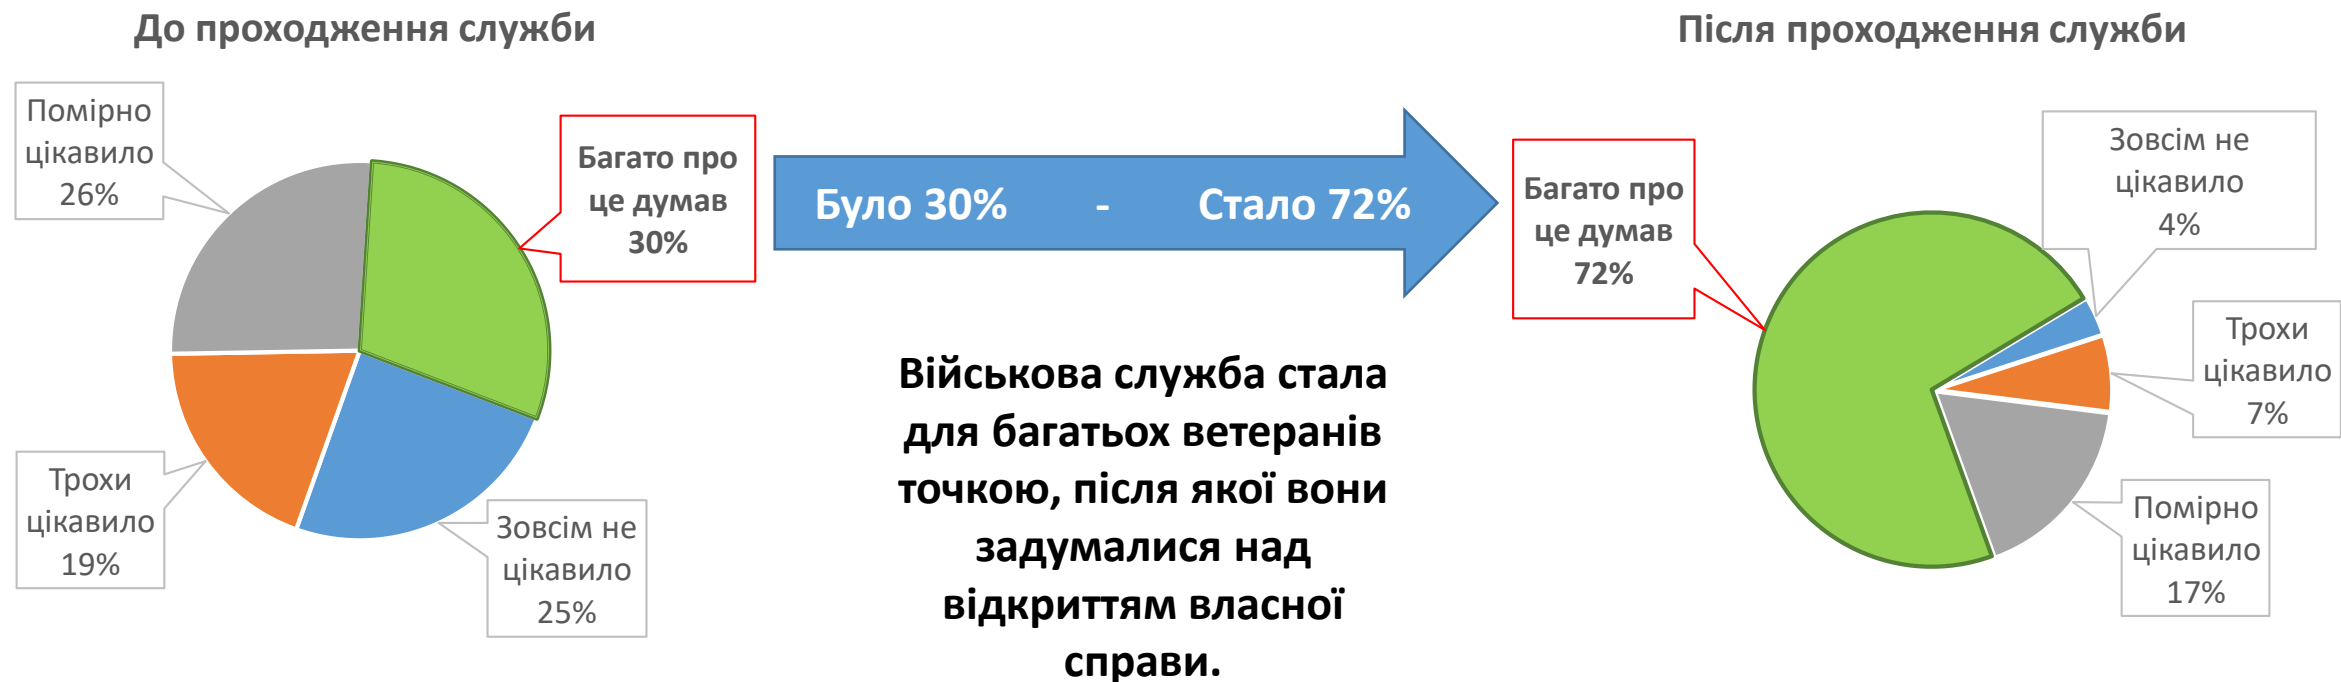 До проходження служби
Помірно
цікавило
26%
Багато про
це думав
30%
Трохи
цікавило
19%
Зовсім не
цікавило
25%
Було 30% - Стало 72%
Військова служба стала
для багатьох ветеранів
точкою, після якої вони
задумалися над
відкриттям власної
справи.
Після проходження служби
Багато про
це думав
72%
Зовсім не
цікавило
4%
Трохи
цікавило
7%
Помірно
цікавило
17%